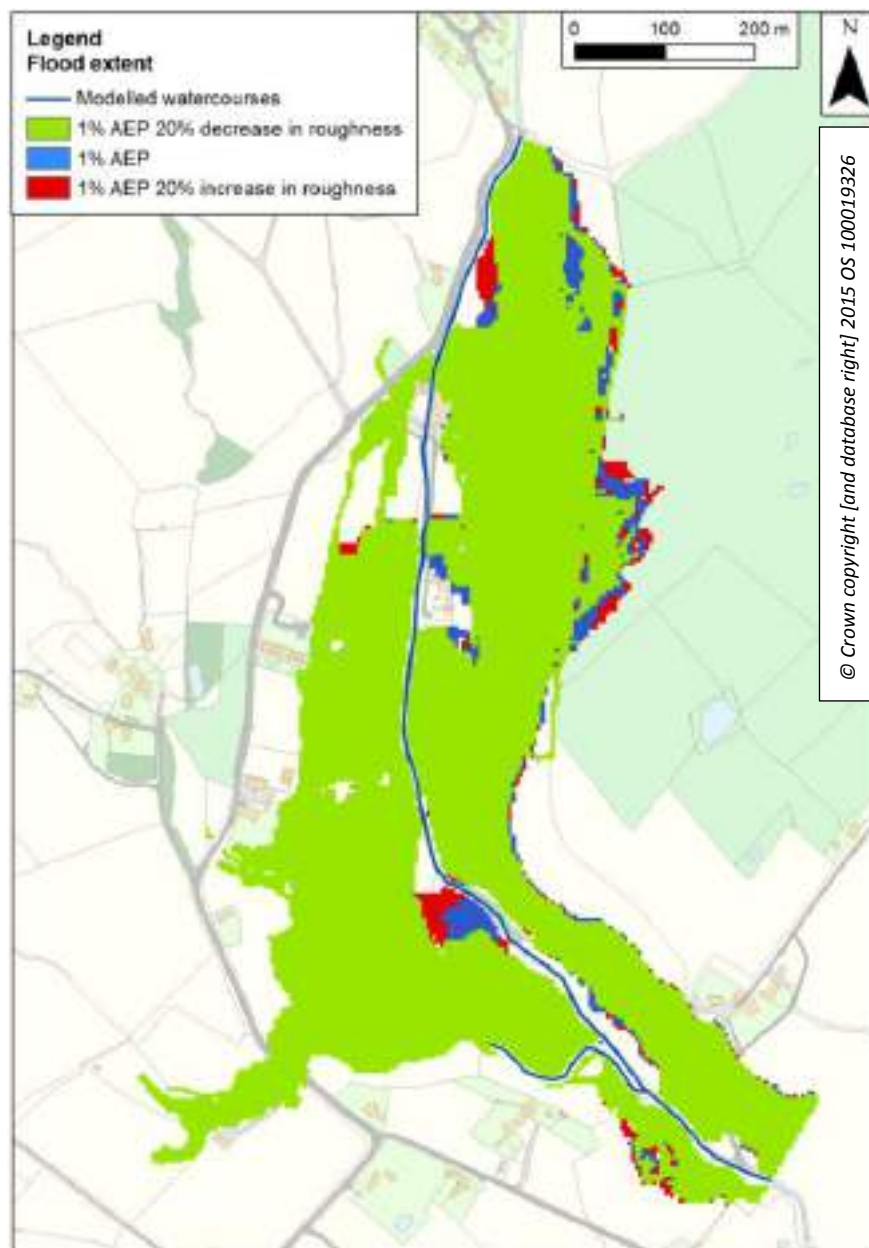 Legend
Flood extent
Modelled watercourses
1% AEP 20% decrease in roughness
1% AEP
1% AEP 20% increase in roughness
0 100 200 m
N
© Crown copyright [and database right] 2015 OS 100019326